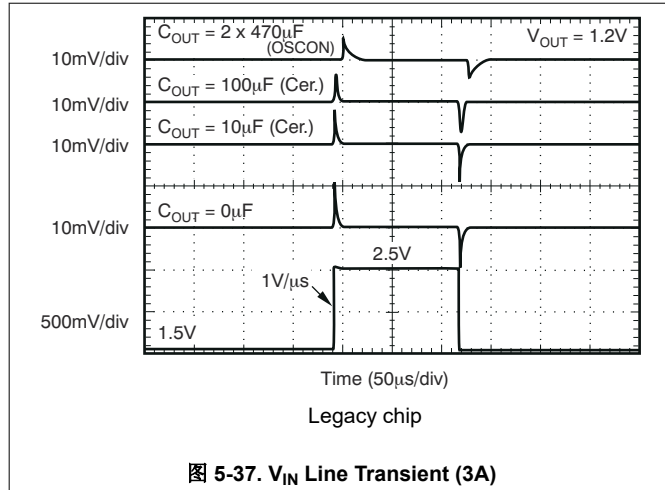 C_OUT = 2 x 470μF
(OSCON)
V_OUT = 1.2V
10mV/div
C_OUT = 100μF (Cer.)
10mV/div
C_OUT = 10μF (Cer.)
10mV/div
C_OUT = 0μF
10mV/div
2.5V
1V/μs
500mV/div
1.5V
Time (50μs/div)
Legacy chip
图 5-37. V_IN Line Transient (3A)